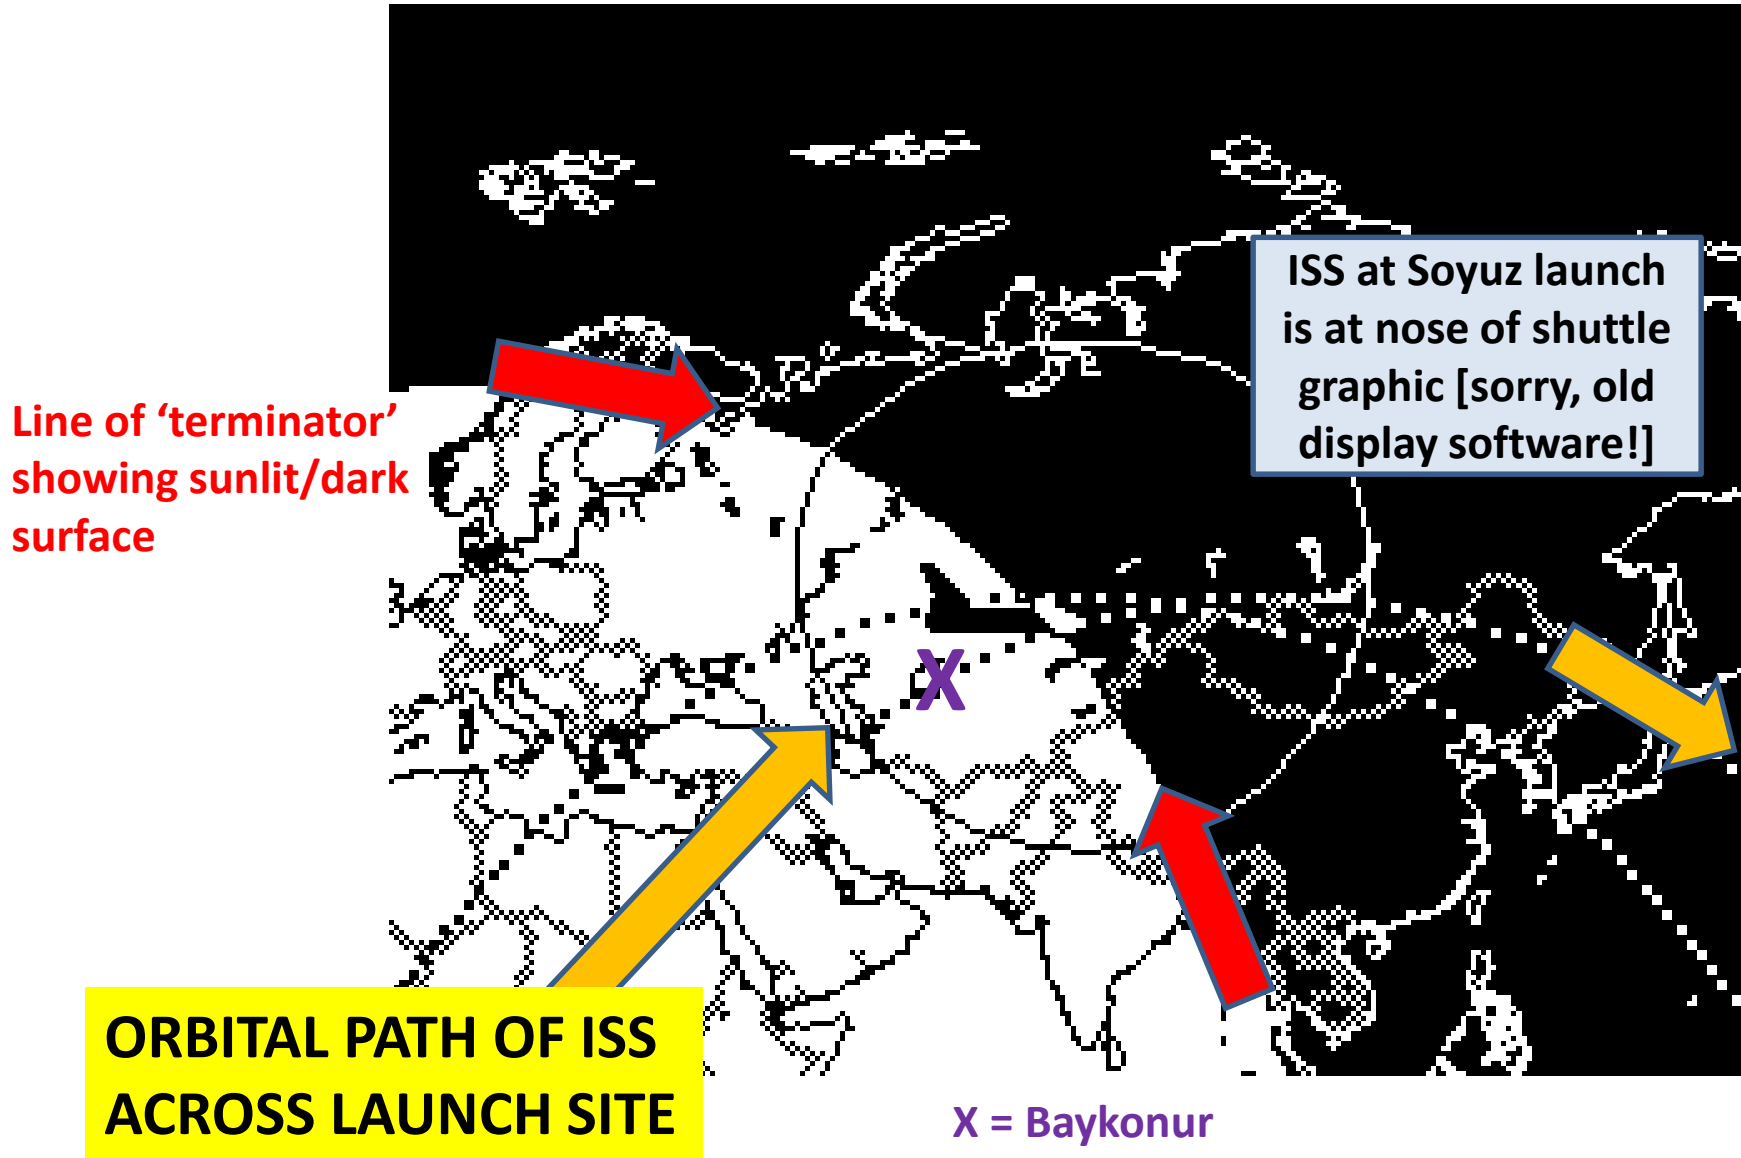 ISS at Soyuz launch
is at nose of shuttle
graphic [sorry, old
display software!]
Line of ‘terminator’
showing sunlit/dark
surface
X
ORBITAL PATH OF ISS
ACROSS LAUNCH SITE
X = Baykonur